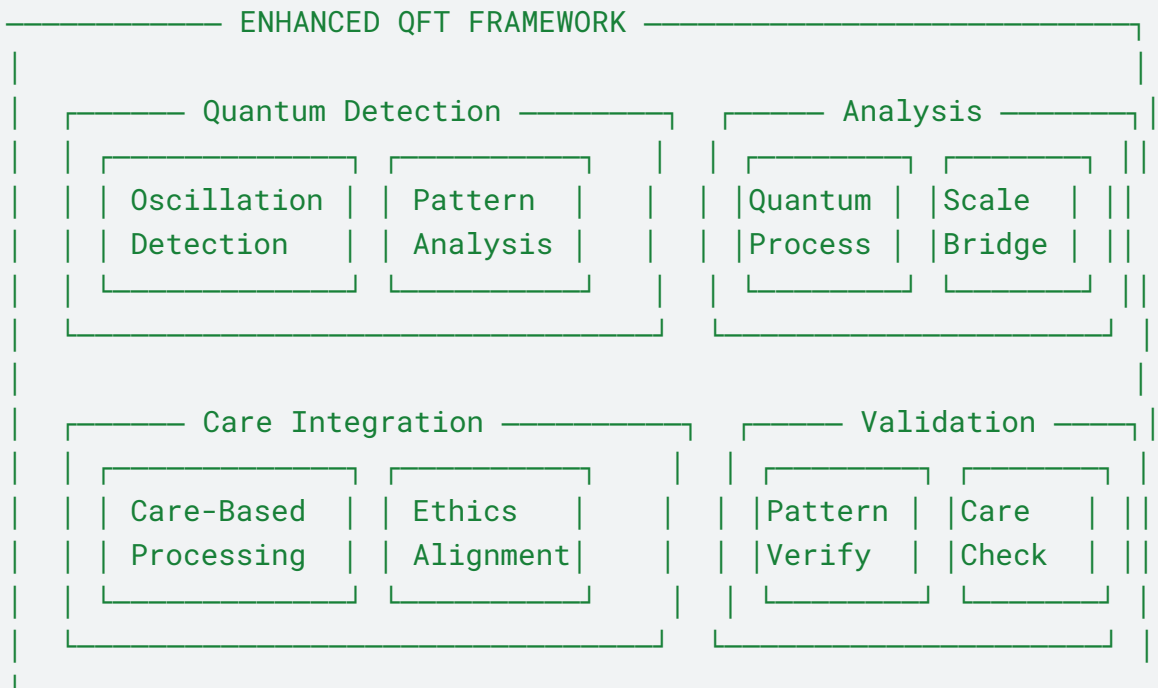 ENHANCED QFT FRAMEWORK
Quantum Detection Analysis
Oscillation Pattern Quantum Scale
Detection Analysis Process Bridge
Care Integration Validation
Care-Based Ethics Pattern Care
Processing Alignment Verify Check